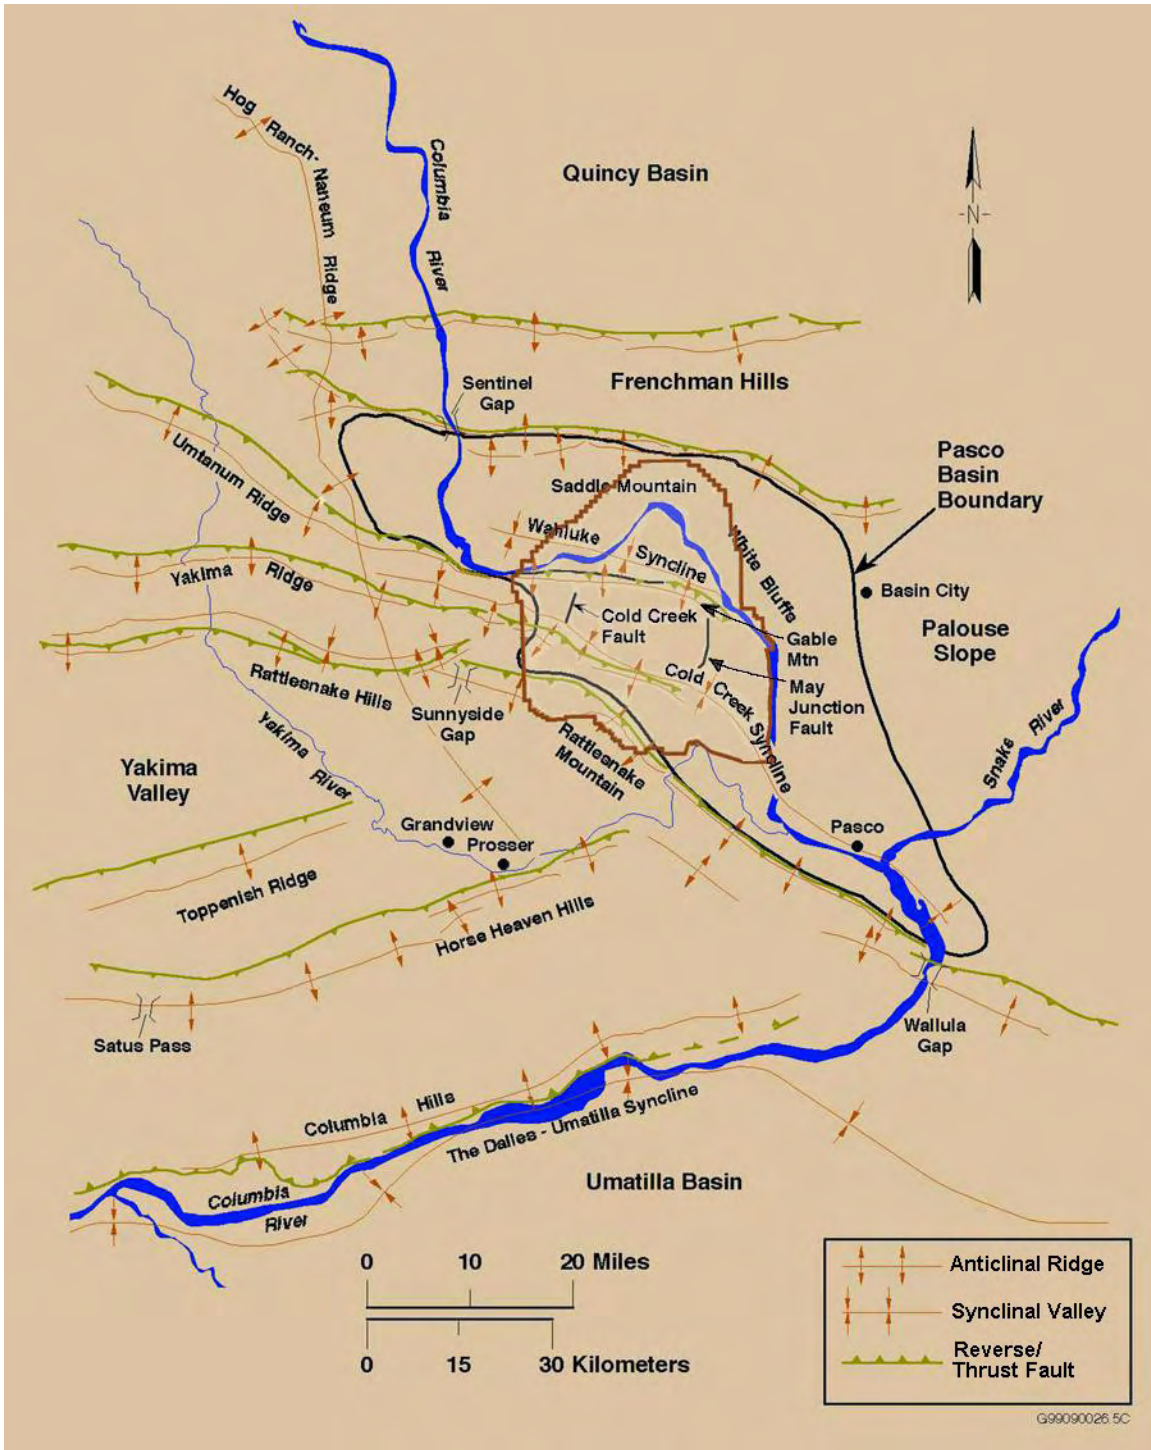 Hog
Ranch-
Naneum
Ridge
Columbia
River
Quincy Basin
-N-
Sentinel
Gap
Frenchman Hills
Umtanum Ridge
Pasco
Basin
Boundary
Saddle Mountain
Wahluke
Syncline
White Bluffs
Yakima
Ridge
Basin City
Cold Creek
Fault
Gable
Mtn
Palouse
Slope
Cold Creek Syncline
May
Junction
Fault
Rattlesnake Hills
Sunnyside
Gap
Snake River
Yakima
River
Rattlesnake
Mountain
Yakima
Valley
Grandview
Prosser
Pasco
Toppenish Ridge
Horse Heaven Hills
Satus Pass
Wallula
Gap
Columbia Hills
The Dalles - Umatilla Syncline
Columbia
River
Umatilla Basin
0 10 20 Miles
0 15 30 Kilometers
Anticlinal Ridge
Synclinal Valley
Reverse/
Thrust Fault
G99090026.5C